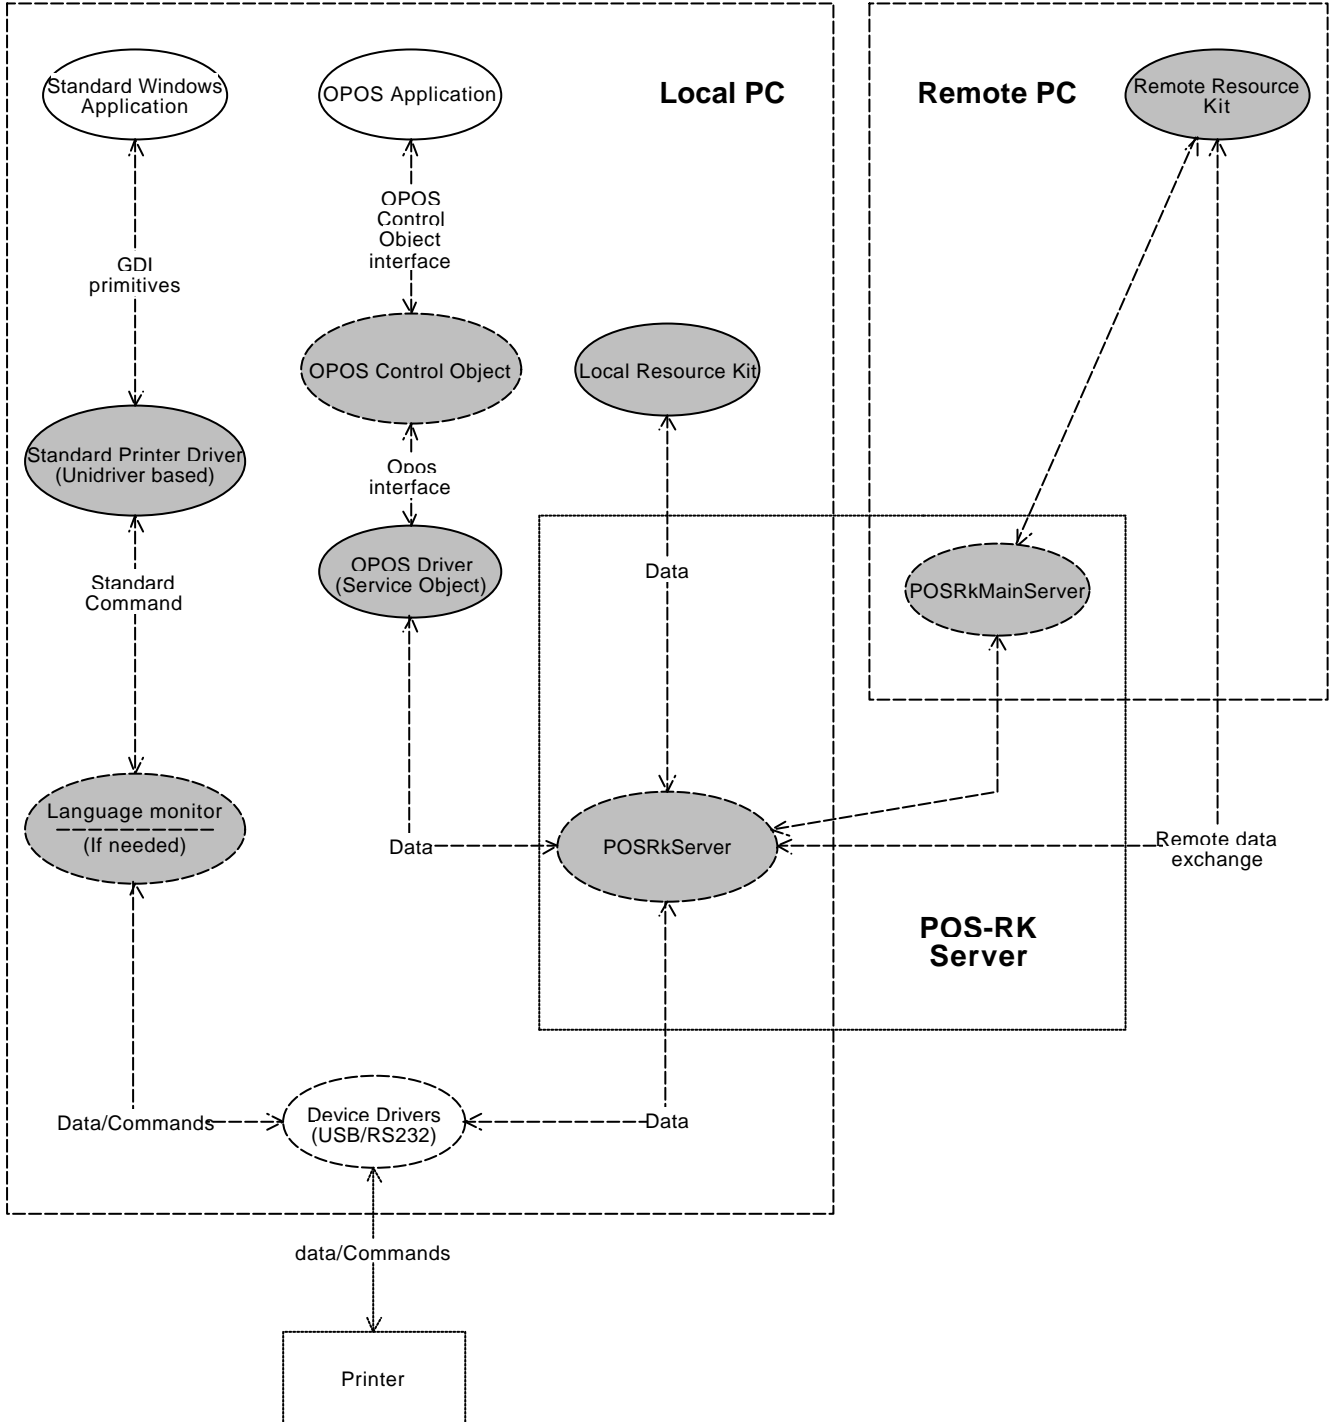 Local PC
Remote PC
Standard Windows
Application
OPOS Application
Remote Resource
Kit
OPOS
Control
Object
interface
GDI
primitives
OPOS Control Object
Local Resource Kit
Standard Printer Driver
(Unidriver based)
Opos
interface
OPOS Driver
(Service Object)
Data
Standard
Command
POSRkMainServer
Language monitor
(If needed)
Data
POSRkServer
Remote data
exchange
POS-RK
Server
Data/Commands
Device Drivers
(USB/RS232)
Data
data/Commands
Printer